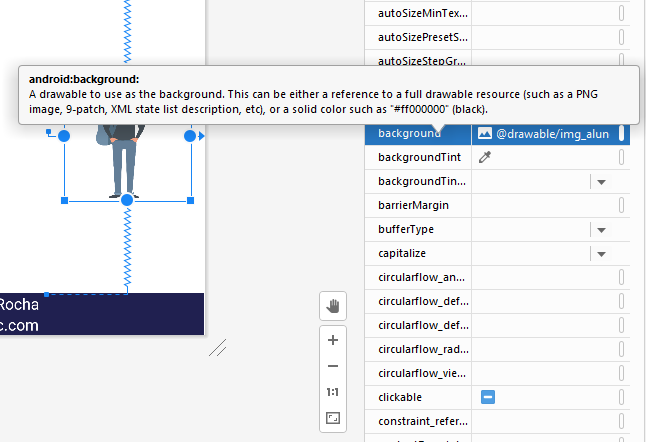 autoSizeMinTex...
autoSizePresetS...
autoSizeStepGr...
android:background:
A drawable to use as the background. This can be either a reference to a full drawable resource (such as a PNG
image, 9-patch, XML state list description, etc), or a solid color such as "#ff000000" (black).
background @drawable/img_alun
backgroundTint
backgroundTin...
barrierMargin
bufferType
capitalize
circularflow_an...
circularflow_def...
circularflow_def...
circularflow_rad...
circularflow_vie...
clickable
constraint_refer...
Rocha
c.com
1:1